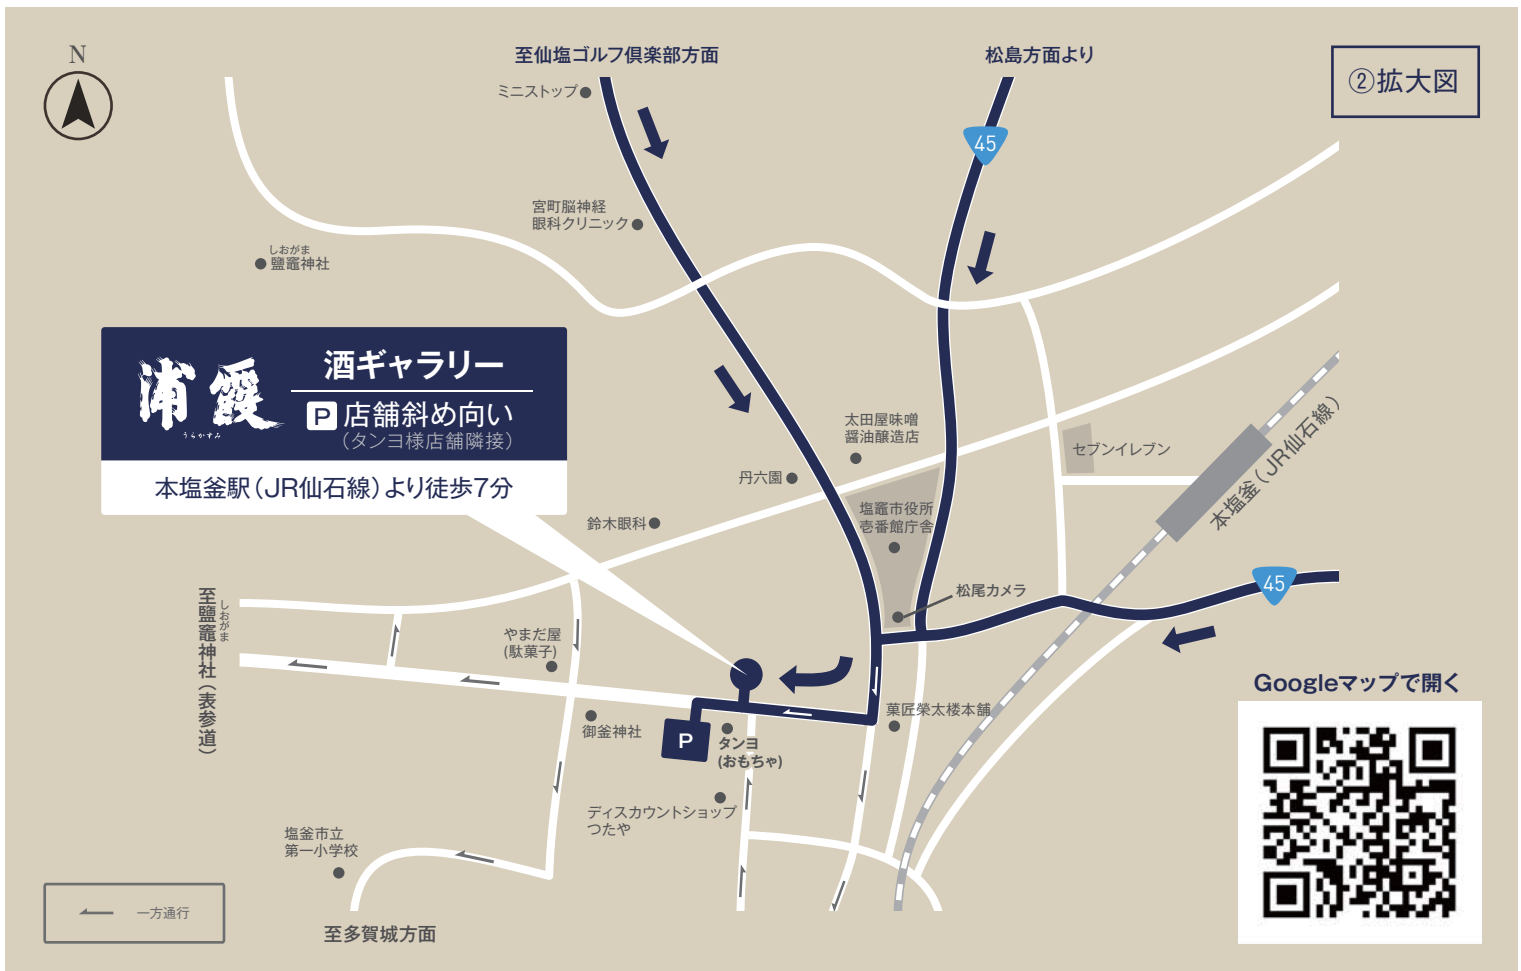 N
至仙塩ゴルフ倶楽部方面
松島方面より
②拡大図
ミニストップ
45
宮町脳神経
眼科クリニック
しおがま
鹽竈神社
浦霞
うらかすみ
酒ギャラリー
P 店舗斜め向い
(タンヨ様店舗隣接)
本塩釜駅(JR仙石線)より徒歩7分
太田屋味噌
醤油醸造店
丹六園
セブンイレブン
本塩釜(JR仙石線)
塩竈市役所
壱番館庁舎
鈴木眼科
松尾カメラ
45
至鹽竈神社(表参道)
しおがま
やまだ屋
(駄菓子)
御釜神社
P
タンヨ
(おもちゃ)
菓匠榮太楼本舗
ディスカウントショップ
つたや
塩釜市立
第一小学校
一方通行
至多賀城方面
Googleマップで開く